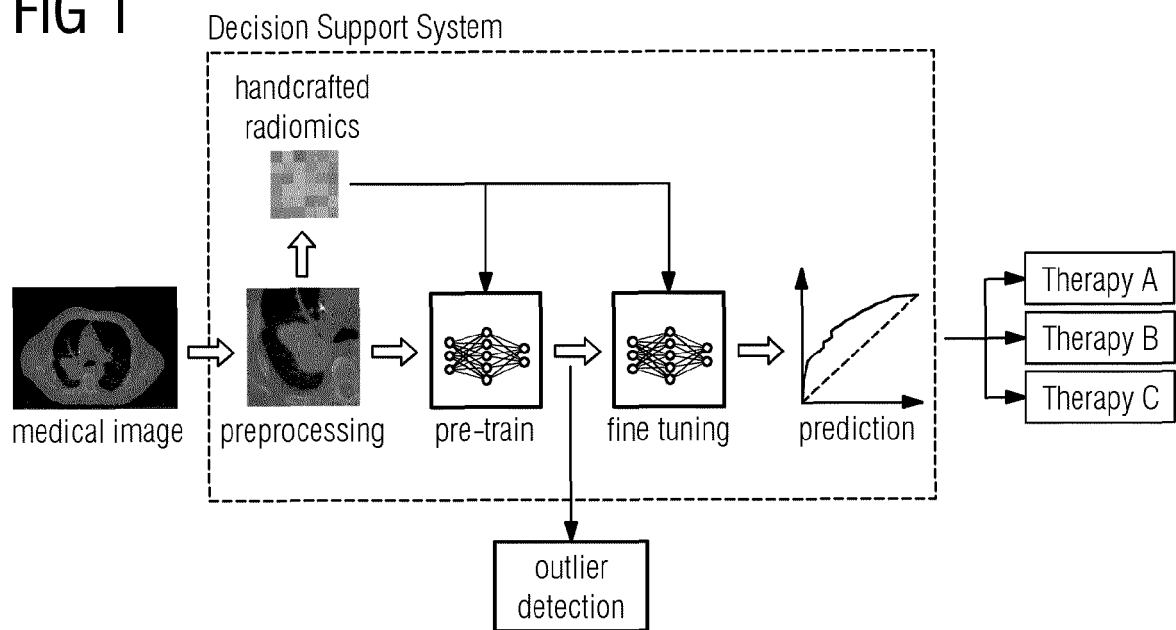 FIG 1
Decision Support System
handcrafted
radiomics
medical image
preprocessing
pre-train
fine tuning
prediction
Therapy A
Therapy B
Therapy C
outlier
detection